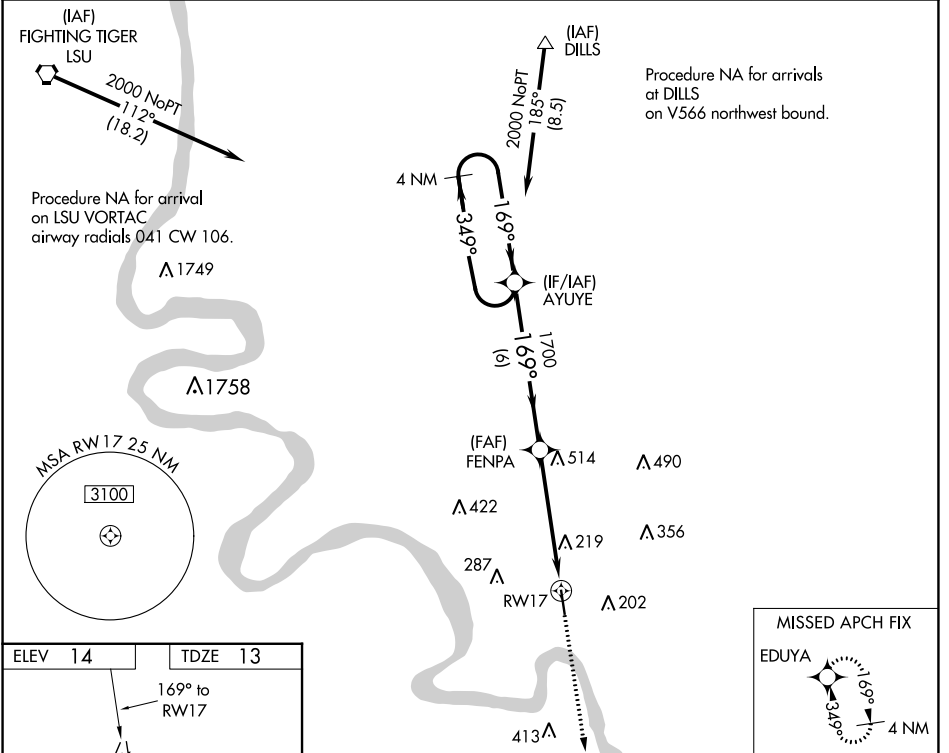 (IAF)
FIGHTING TIGER
LSU
2000 NoPT
112°
(18.2)
(IAF)
DILLS
2000 NoPT
185°
(8.5)
Procedure NA for arrivals
at DILLS
on V566 northwest bound.
4 NM
349°
169°
Procedure NA for arrival
on LSU VORTAC
airway radials 041 CW 106.
1749
(IF/IAF)
AYUYE
1700
169°
(6)
1758
MSA RW17 25 NM
3100
(FAF)
FENPA
514
490
422
219
356
287
RW17
202
MISSED APCH FIX
EDUYA
169°
349°
4 NM
ELEV 14
TDZE 13
169° to
RW17
413